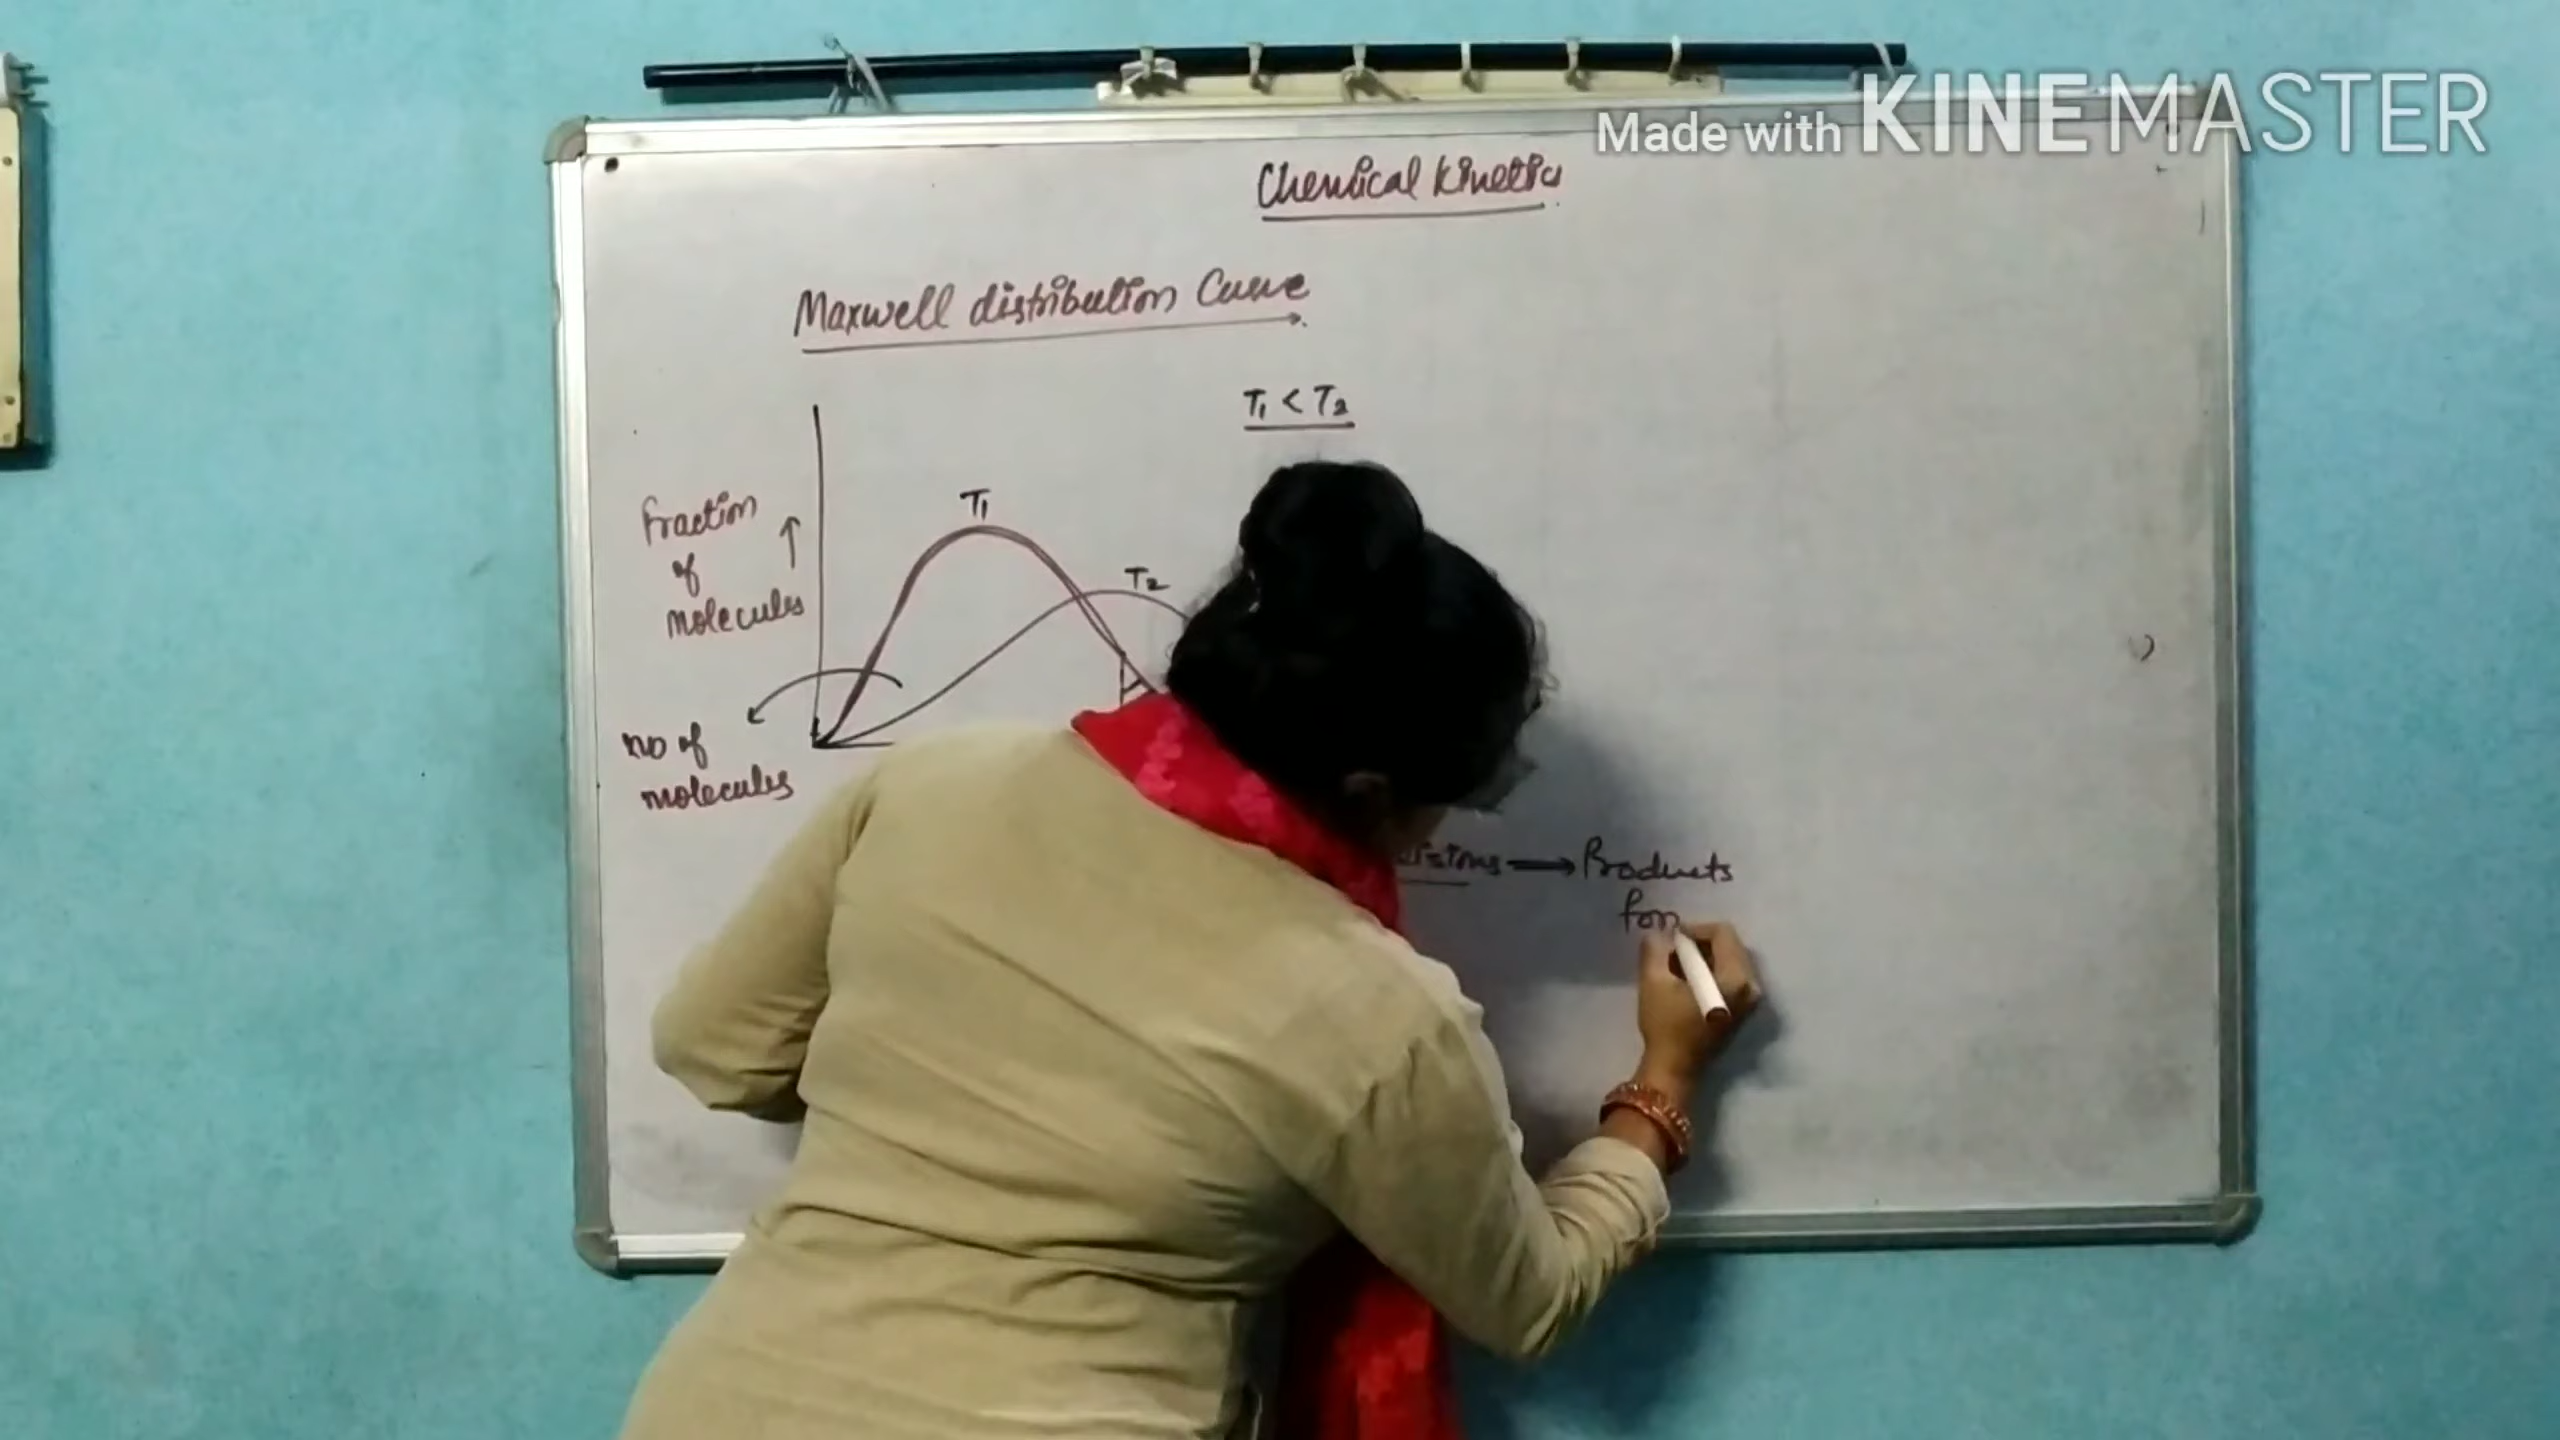 Made with KINEMASTER
Chemical Kinetics
Maxwell distribution Curve
T₁ < T₂
T₁
T₂
Fraction
of
molecules
no of
molecules
Products